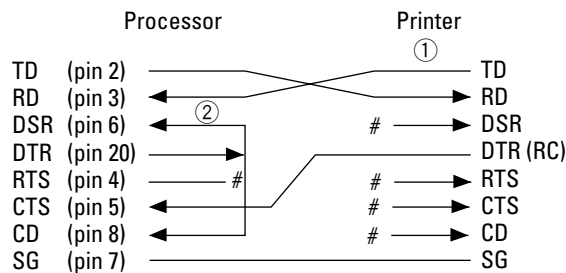 Processor Printer
①
TD (pin 2) TD
RD (pin 3) RD
DSR (pin 6) ② # DSR
DTR (pin 20) DTR (RC)
RTS (pin 4) # # RTS
CTS (pin 5) # CTS
CD (pin 8) # CD
SG (pin 7) SG